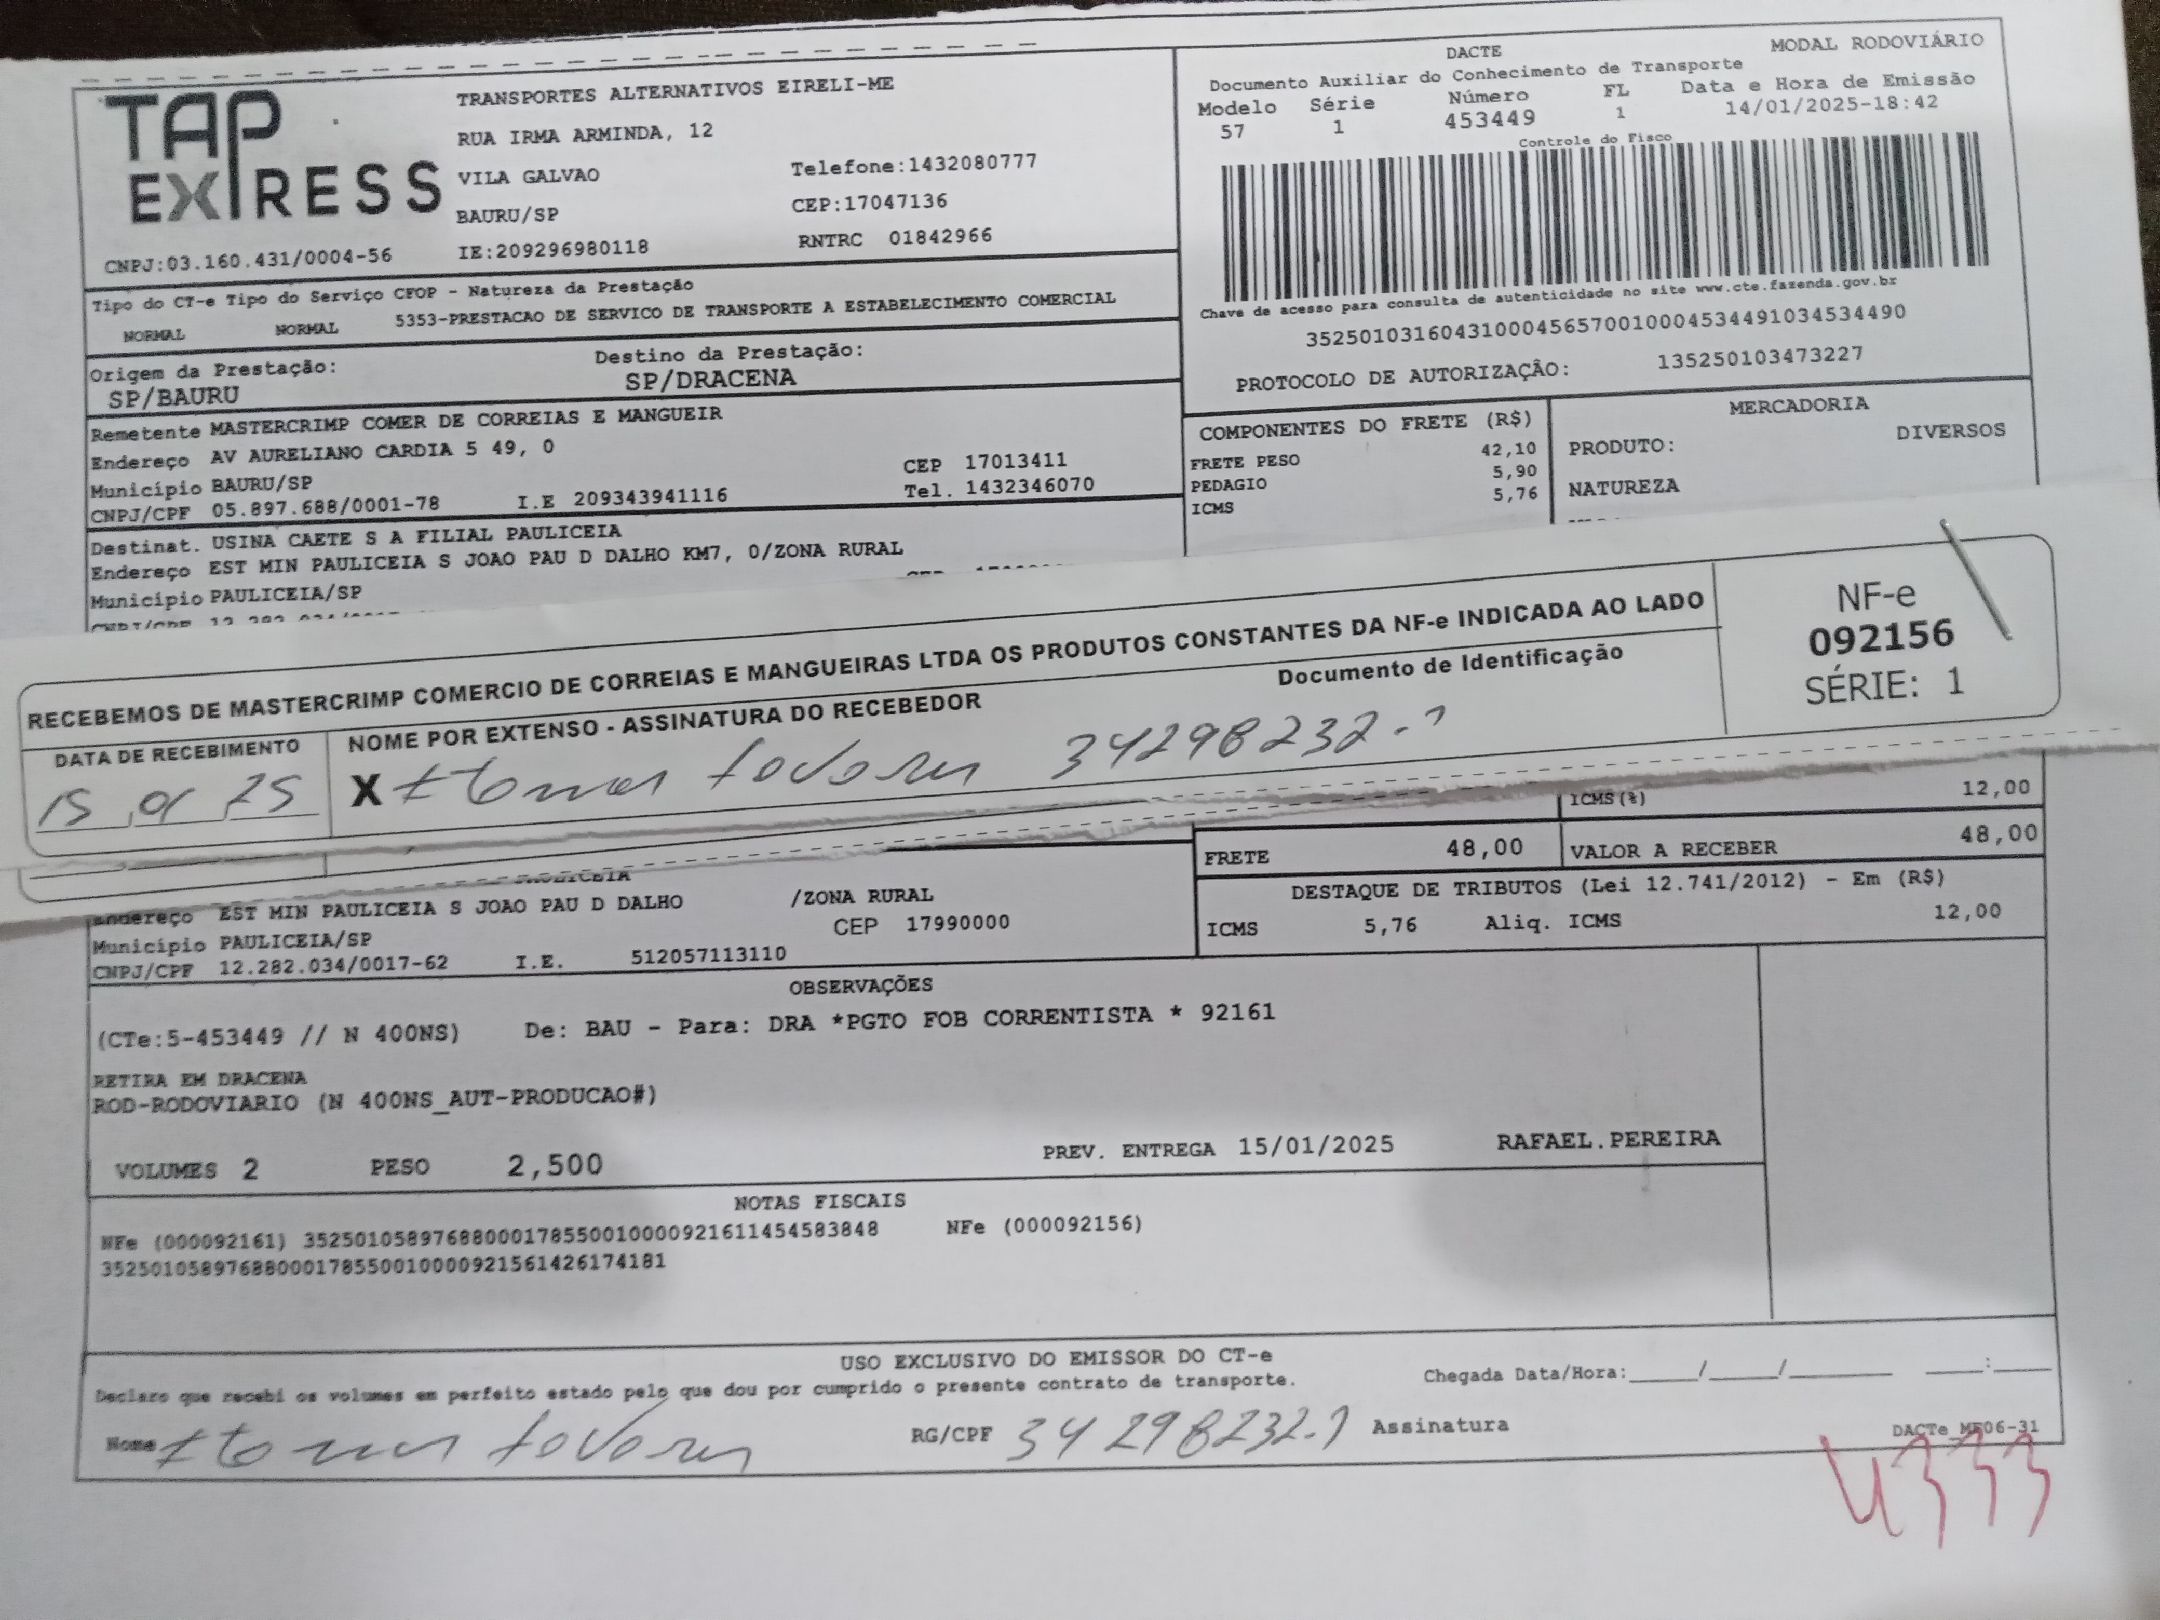 TAP EXPRESS
TRANSPORTES ALTERNATIVOS EIRELI-ME
RUA IRMA ARMINDA, 12
VILA GALVAO Telefone:1432080777
BAURU/SP CEP:17047136
CNPJ:03.160.431/0004-56 IE:209296980118 RNTRC 01842966
DACTE MODAL RODOVIÁRIO
Documento Auxiliar do Conhecimento de Transporte
Modelo Série Número FL Data e Hora de Emissão
57 1 453449 1 14/01/2025-18:42
Controle do Fisco
Chave de acesso para consulta de autenticidade no site www.cte.fazenda.gov.br
35250103160431000456570010004534491034534490
PROTOCOLO DE AUTORIZAÇÃO: 135250103473227
Tipo do CT-e Tipo do Serviço CFOP - Natureza da Prestação
NORMAL NORMAL 5353-PRESTACAO DE SERVICO DE TRANSPORTE A ESTABELECIMENTO COMERCIAL
Origem da Prestação: Destino da Prestação:
SP/BAURU SP/DRACENA
Remetente MASTERCRIMP COMER DE CORREIAS E MANGUEIR
Endereço AV AURELIANO CARDIA 5 49, 0
Município BAURU/SP CEP 17013411
CNPJ/CPF 05.897.688/0001-78 I.E 209343941116 Tel. 1432346070
Destinat. USINA CAETE S A FILIAL PAULICEIA
Endereço EST MIN PAULICEIA S JOAO PAU D DALHO KM7, 0/ZONA RURAL
Município PAULICEIA/SP
COMPONENTES DO FRETE (R$)
FRETE PESO 42,10
PEDAGIO 5,90
ICMS 5,76
MERCADORIA
PRODUTO: DIVERSOS
NATUREZA
RECEBEMOS DE MASTERCRIMP COMERCIO DE CORREIAS E MANGUEIRAS LTDA OS PRODUTOS CONSTANTES DA NF-e INDICADA AO LADO
DATA DE RECEBIMENTO NOME POR EXTENSO - ASSINATURA DO RECEBEDOR Documento de Identificação
15 01 25 X 34298232-
NF-e
092156
SÉRIE: 1
ICMS(%) 12,00
FRETE 48,00 VALOR A RECEBER 48,00
DESTAQUE DE TRIBUTOS (Lei 12.741/2012) - Em (R$)
ICMS 5,76 Aliq. ICMS 12,00
Endereço EST MIN PAULICEIA S JOAO PAU D DALHO /ZONA RURAL
Município PAULICEIA/SP CEP 17990000
CNPJ/CPF 12.282.034/0017-62 I.E. 512057113110
OBSERVAÇÕES
(CTe:5-453449 // N 400NS) De: BAU - Para: DRA *PGTO FOB CORRENTISTA * 92161
RETIRA EM DRACENA
ROD-RODOVIARIO (N 400NS_AUT-PRODUCAO#)
VOLUMES 2 PESO 2,500 PREV. ENTREGA 15/01/2025 RAFAEL.PEREIRA
NOTAS FISCAIS
NFe (000092161) 35250105897688000178550010000921611454583848 NFe (000092156)
35250105897688000178550010000921561426174181
USO EXCLUSIVO DO EMISSOR DO CT-e
Declaro que recebi os volumes em perfeito estado pelo que dou por cumprido o presente contrato de transporte. Chegada Data/Hora:_____/_____/_______ ____:____
Nome RG/CPF 34298232- Assinatura
DACTe_MF06-31
4333